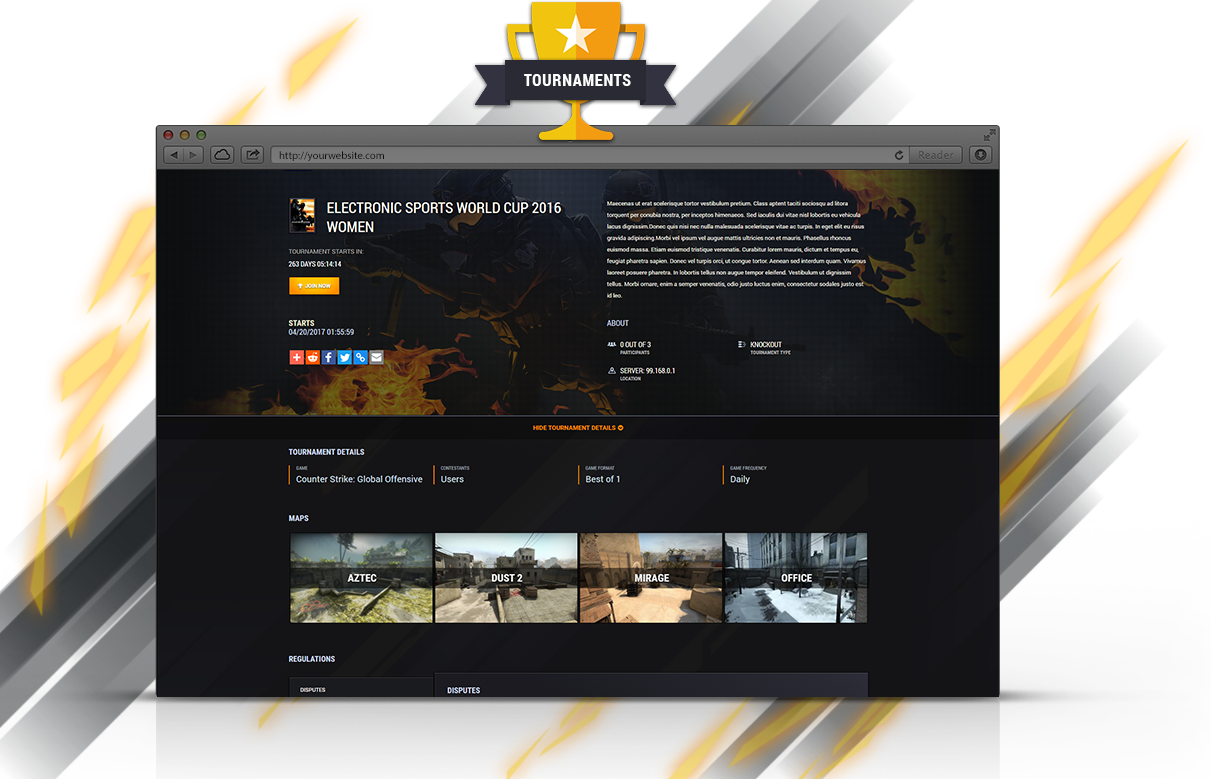 TOURNAMENTS
http://yourwebsite.com
Reader
ELECTRONIC SPORTS WORLD CUP 2016
WOMEN
TOURNAMENT STARTS IN:
263 DAYS 05:14:14
JOIN NOW
STARTS
04/20/2017 01:55:59
Maecenas ut erat scelerisque tortor vestibulum pretium. Class aptent taciti sociosqu ad litora
torquent per conubia nostra, per inceptos himenaeos. Sed iaculis dui vitae nisl lobortis eu vehicula
lacus dignissim.Donec quis nisi nec nulla malesuada scelerisque vitae ac turpis. In eget elit eu risus
gravida adipiscing.Morbi vel ipsum vel augue mattis ultricies non et mauris. Phasellus rhoncus
euismod massa. Etiam euismod tristique venenatis. Curabitur lorem mauris, dictum et tempus eu,
feugiat pharetra sapien. Donec vel turpis orci, ut congue tortor. Aenean sed interdum quam. Vivamus
laoreet posuere pharetra. In lobortis tellus non augue tempor eleifend. Vestibulum ut dignissim
tellus. Morbi ornare, enim a semper venenatis, odio justo luctus enim, consectetur sodales justo est
id leo.
ABOUT
0 OUT OF 3
PARTICIPANTS
KNOCKOUT
TOURNAMENT TYPE
SERVER: 99.168.0.1
LOCATION
HIDE TOURNAMENT DETAILS
TOURNAMENT DETAILS
GAME
Counter Strike: Global Offensive
CONTESTANTS
Users
GAME FORMAT
Best of 1
GAME FREQUENCY
Daily
MAPS
AZTEC
DUST 2
MIRAGE
OFFICE
REGULATIONS
DISPUTES
DISPUTES